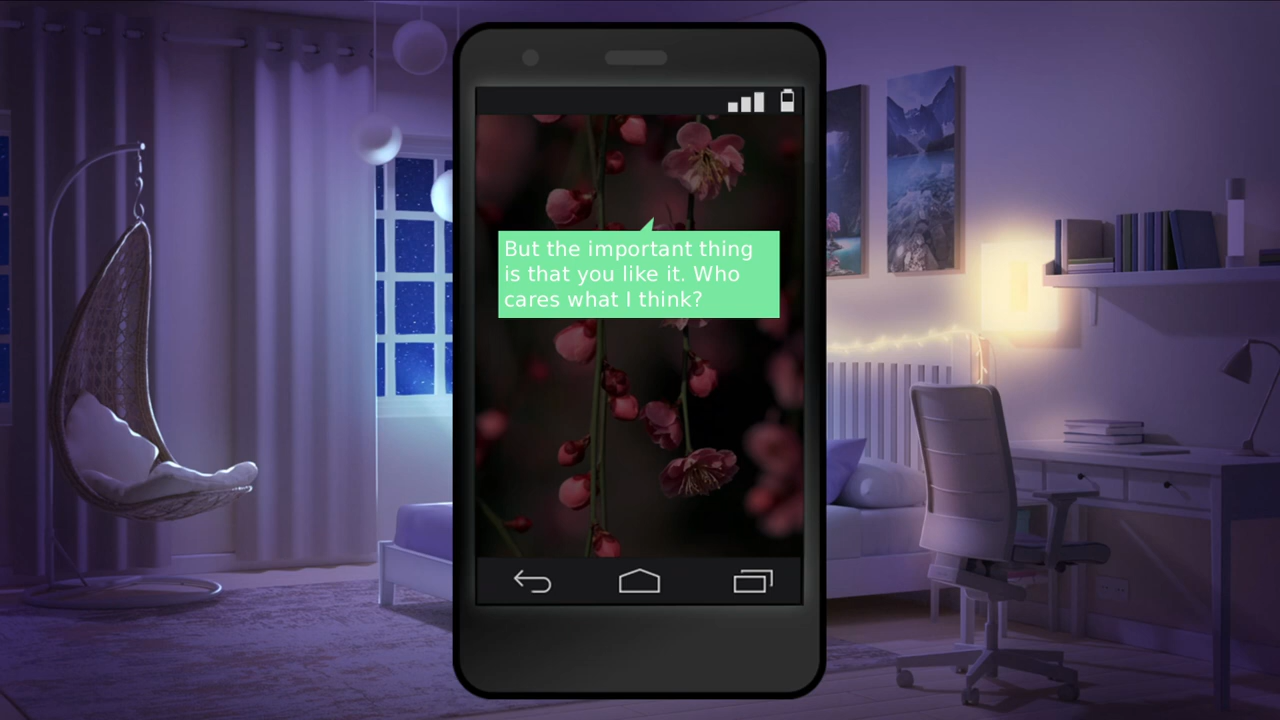 But the important thing
is that you like it. Who
cares what I think?